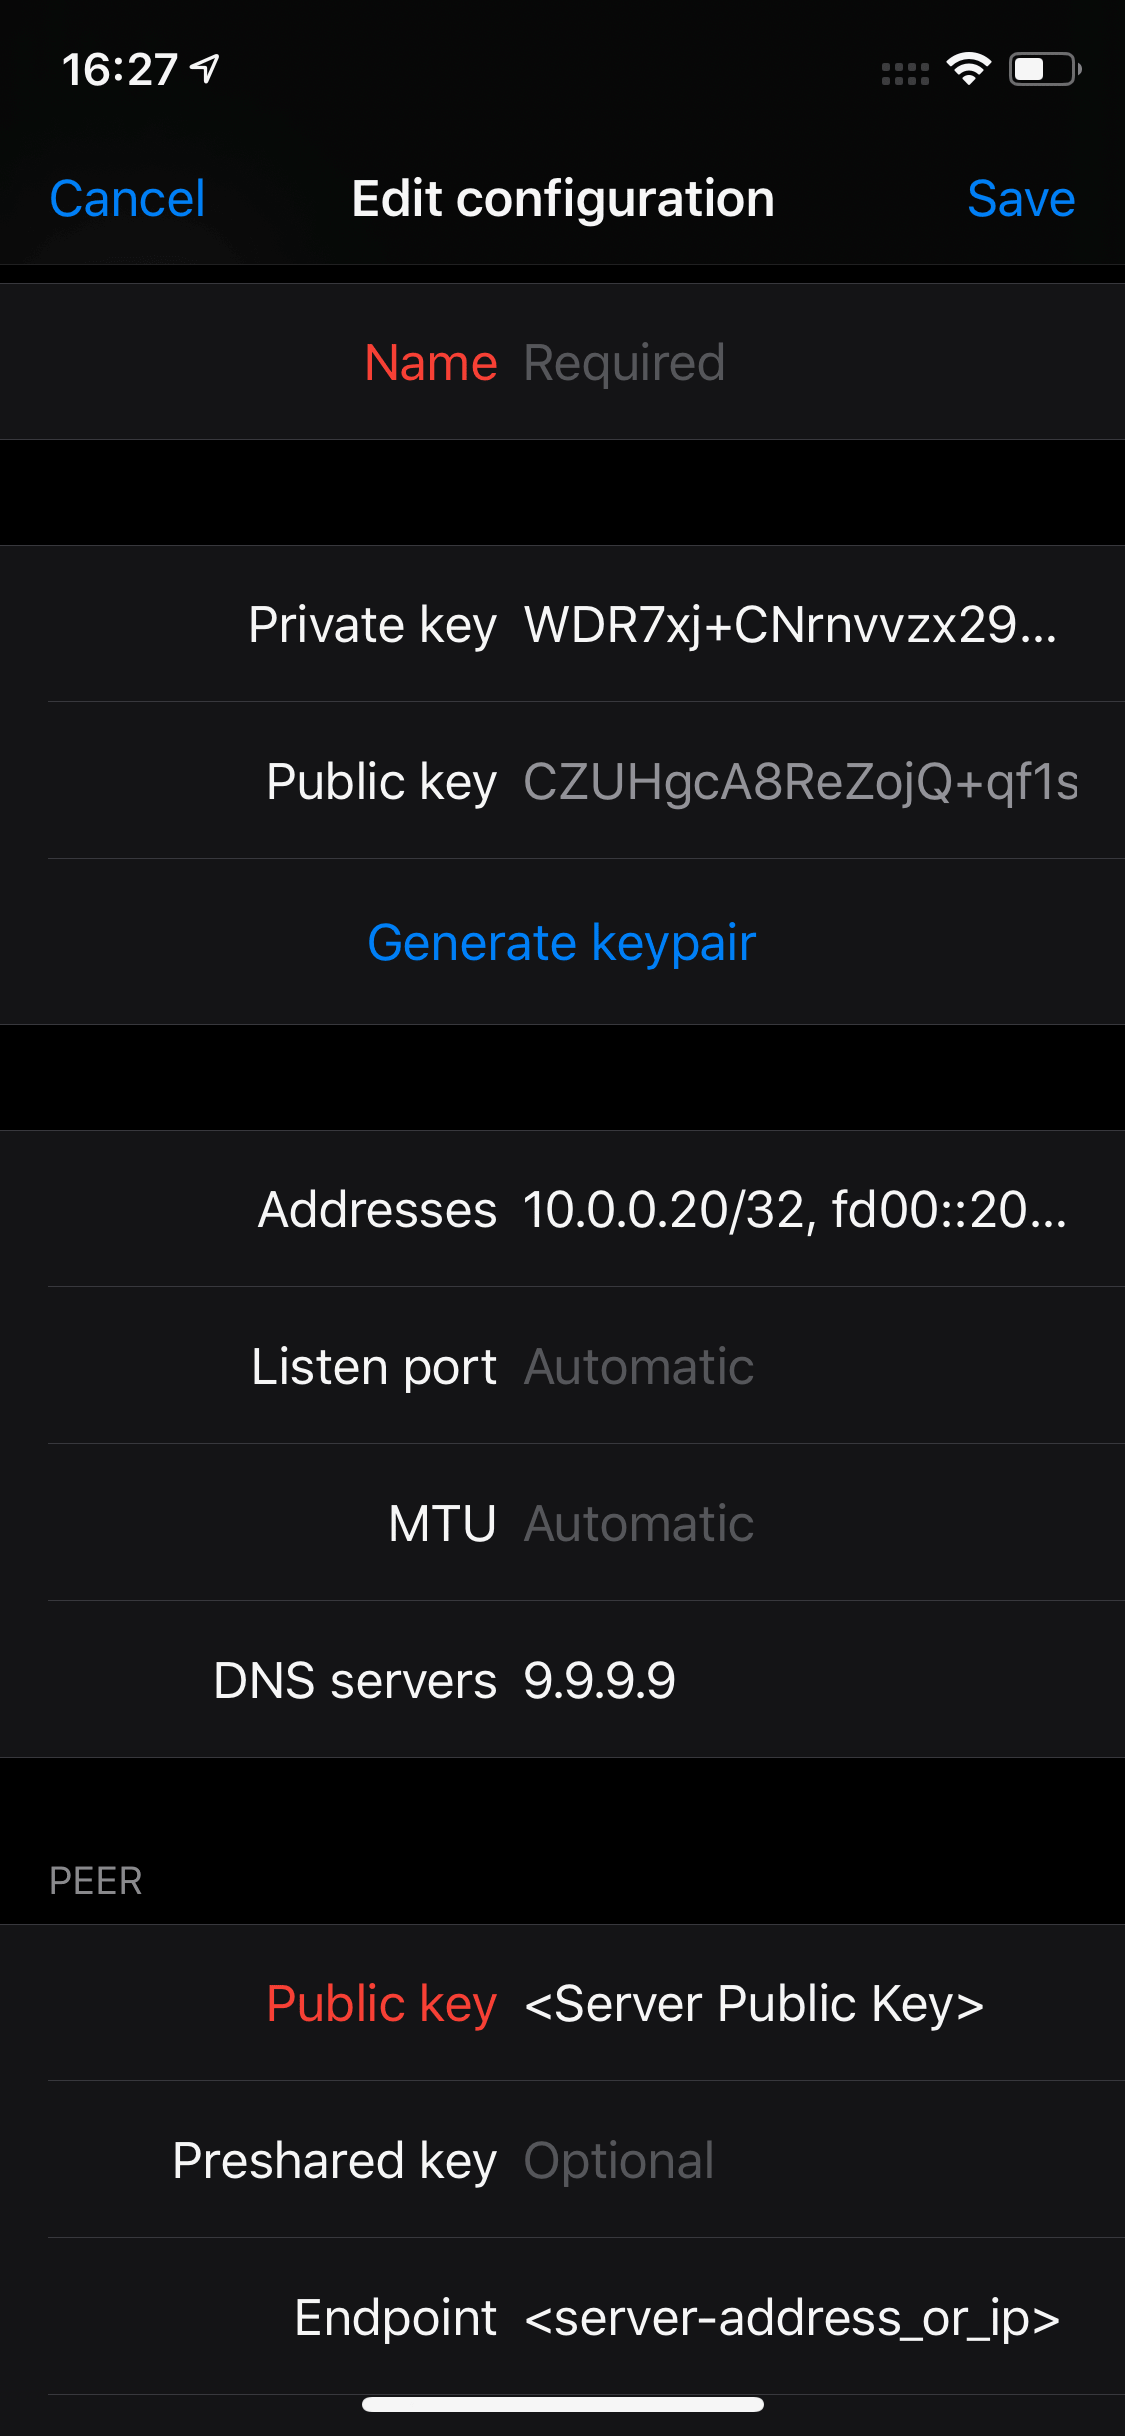 16:27
Cancel Edit configuration Save
Name Required
Private key WDR7xj+CNrnvvzx29...
Public key CZUHgcA8ReZojQ+qf1s
Generate keypair
Addresses 10.0.0.20/32, fd00::20...
Listen port Automatic
MTU Automatic
DNS servers 9.9.9.9
PEER
Public key <Server Public Key>
Preshared key Optional
Endpoint <server-address_or_ip>